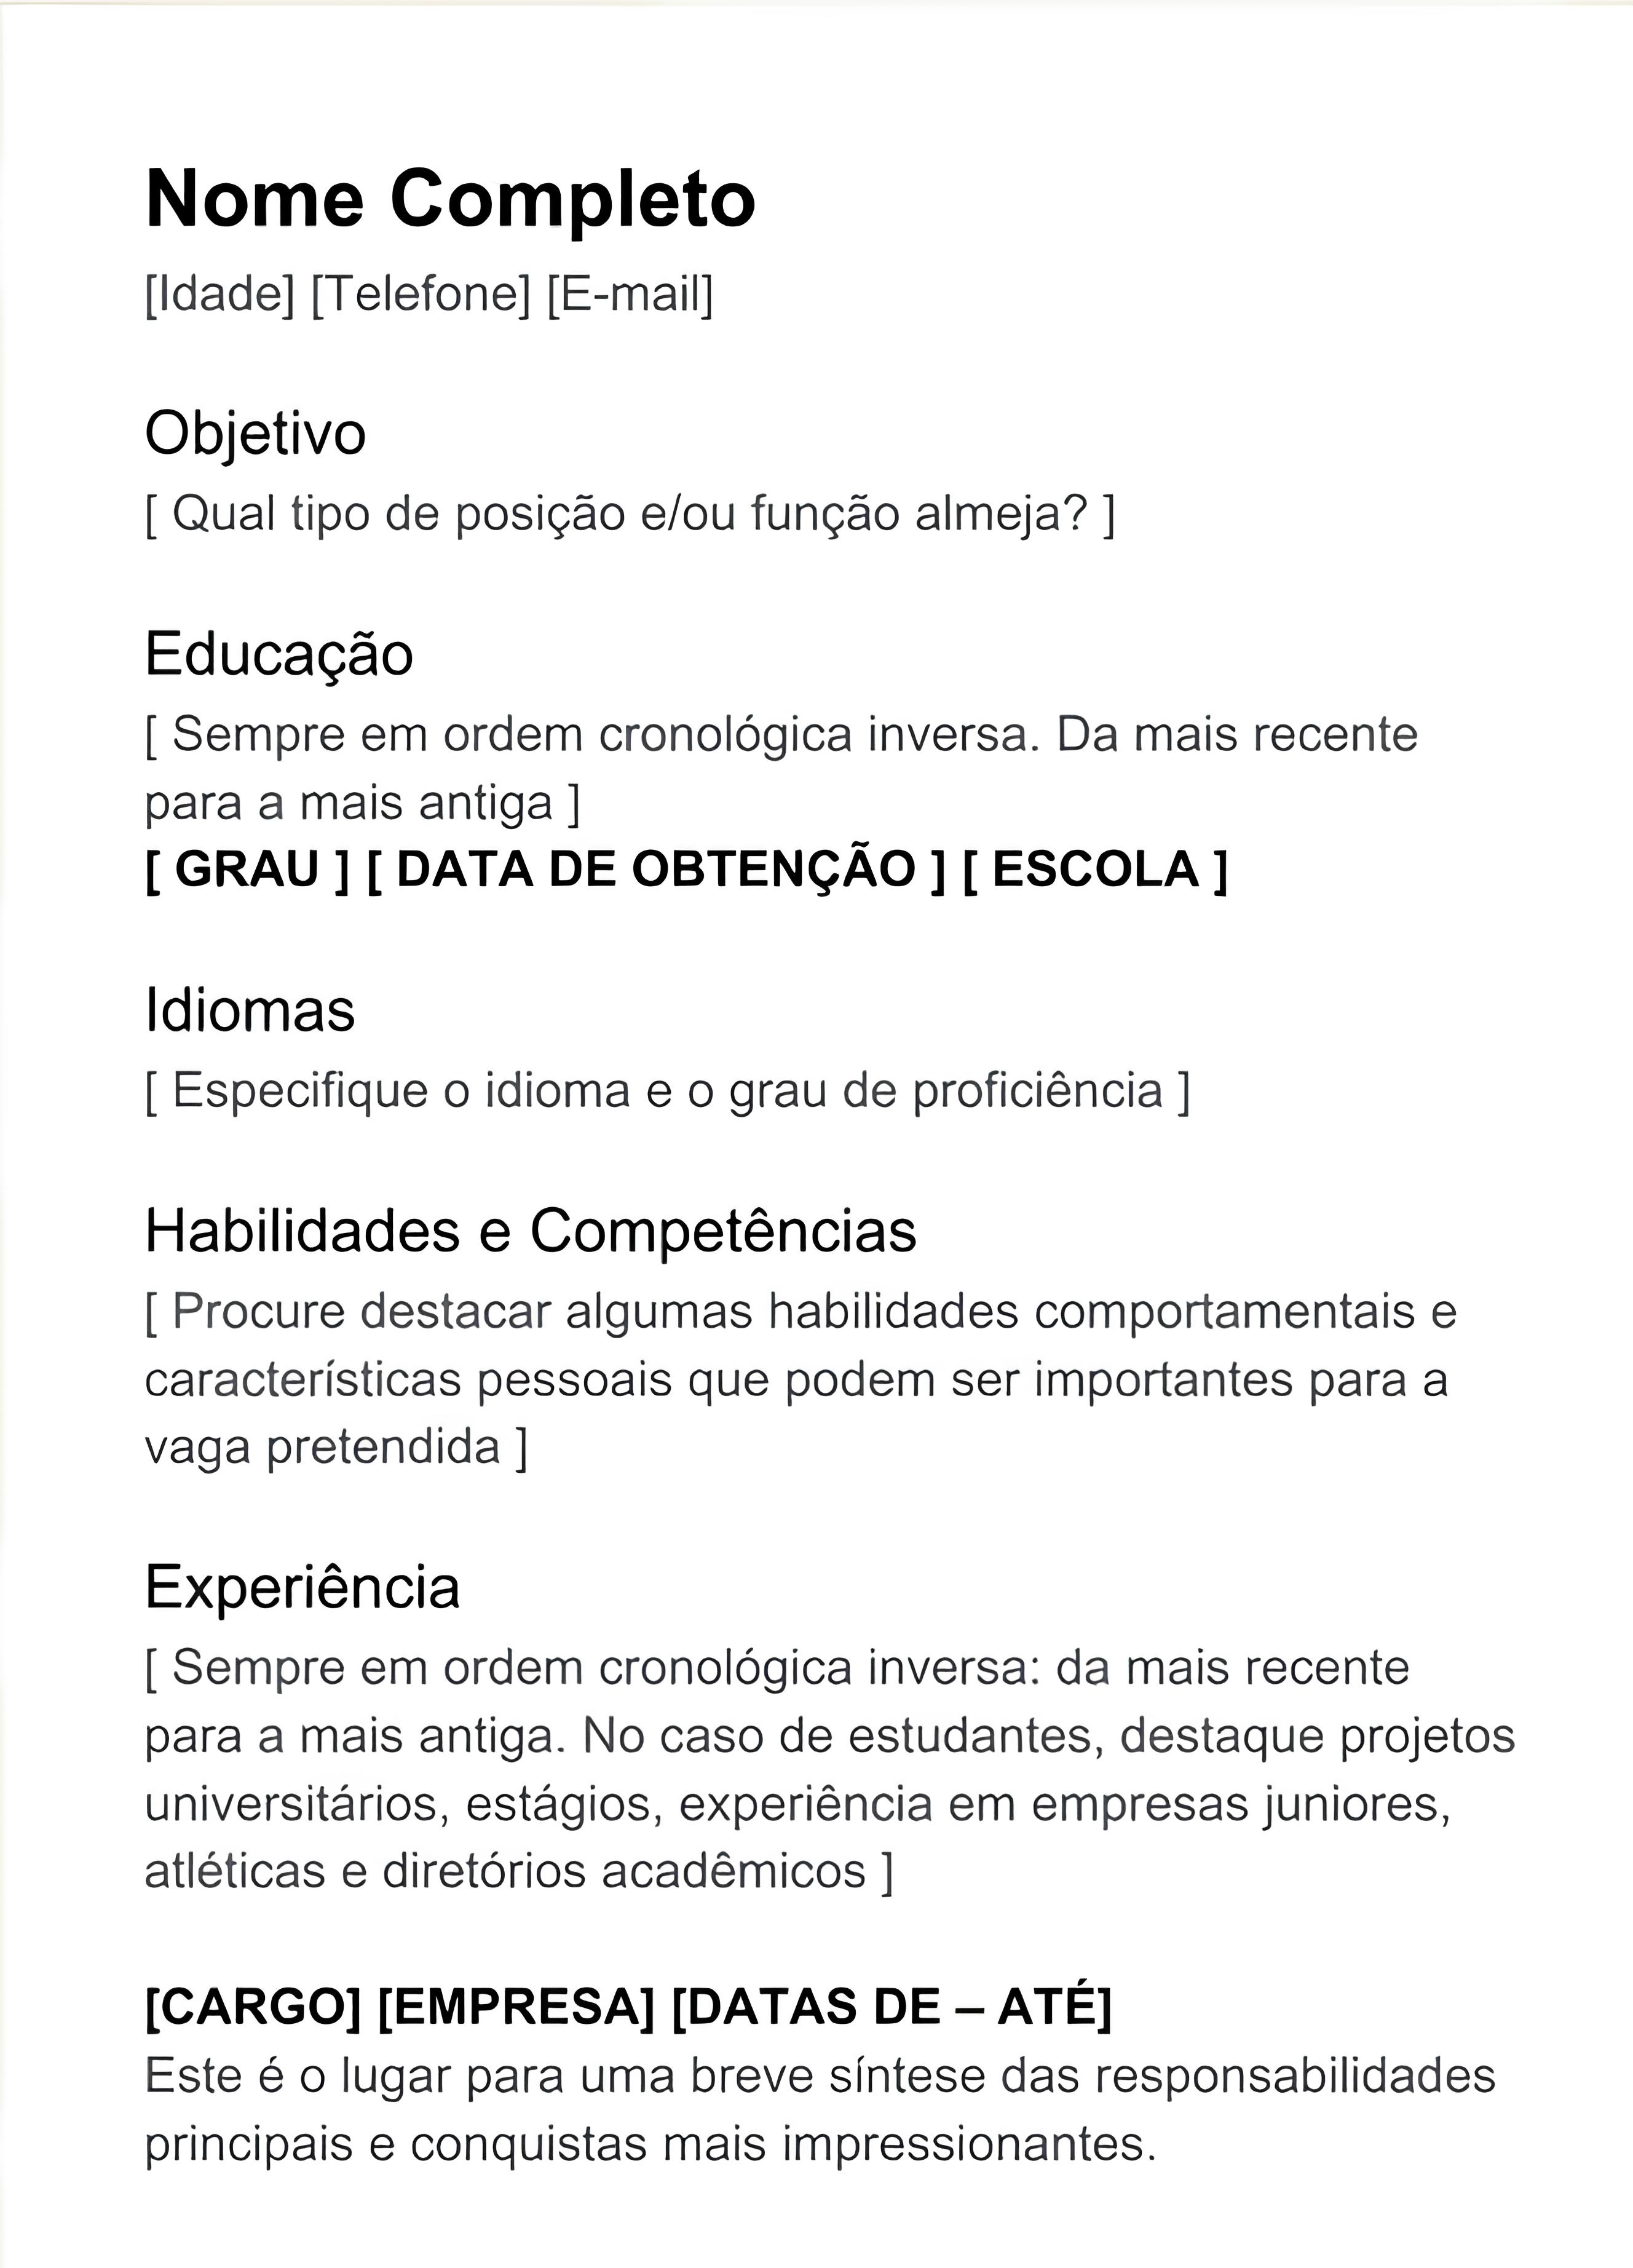 Nome Completo
[Idade] [Telefone] [E-mail]
Objetivo
[ Qual tipo de posição e/ou função almeja? ]
Educação
[ Sempre em ordem cronológica inversa. Da mais recente
para a mais antiga ]
[ GRAU ] [ DATA DE OBTENÇÃO ] [ ESCOLA ]
Idiomas
[ Especifique o idioma e o grau de proficiência ]
Habilidades e Competências
[ Procure destacar algumas habilidades comportamentais e
características pessoais que podem ser importantes para a
vaga pretendida ]
Experiência
[ Sempre em ordem cronológica inversa: da mais recente
para a mais antiga. No caso de estudantes, destaque projetos
universitários, estágios, experiência em empresas juniores,
atléticas e diretórios acadêmicos ]
[CARGO] [EMPRESA] [DATAS DE – ATÉ]
Este é o lugar para uma breve síntese das responsabilidades
principais e conquistas mais impressionantes.